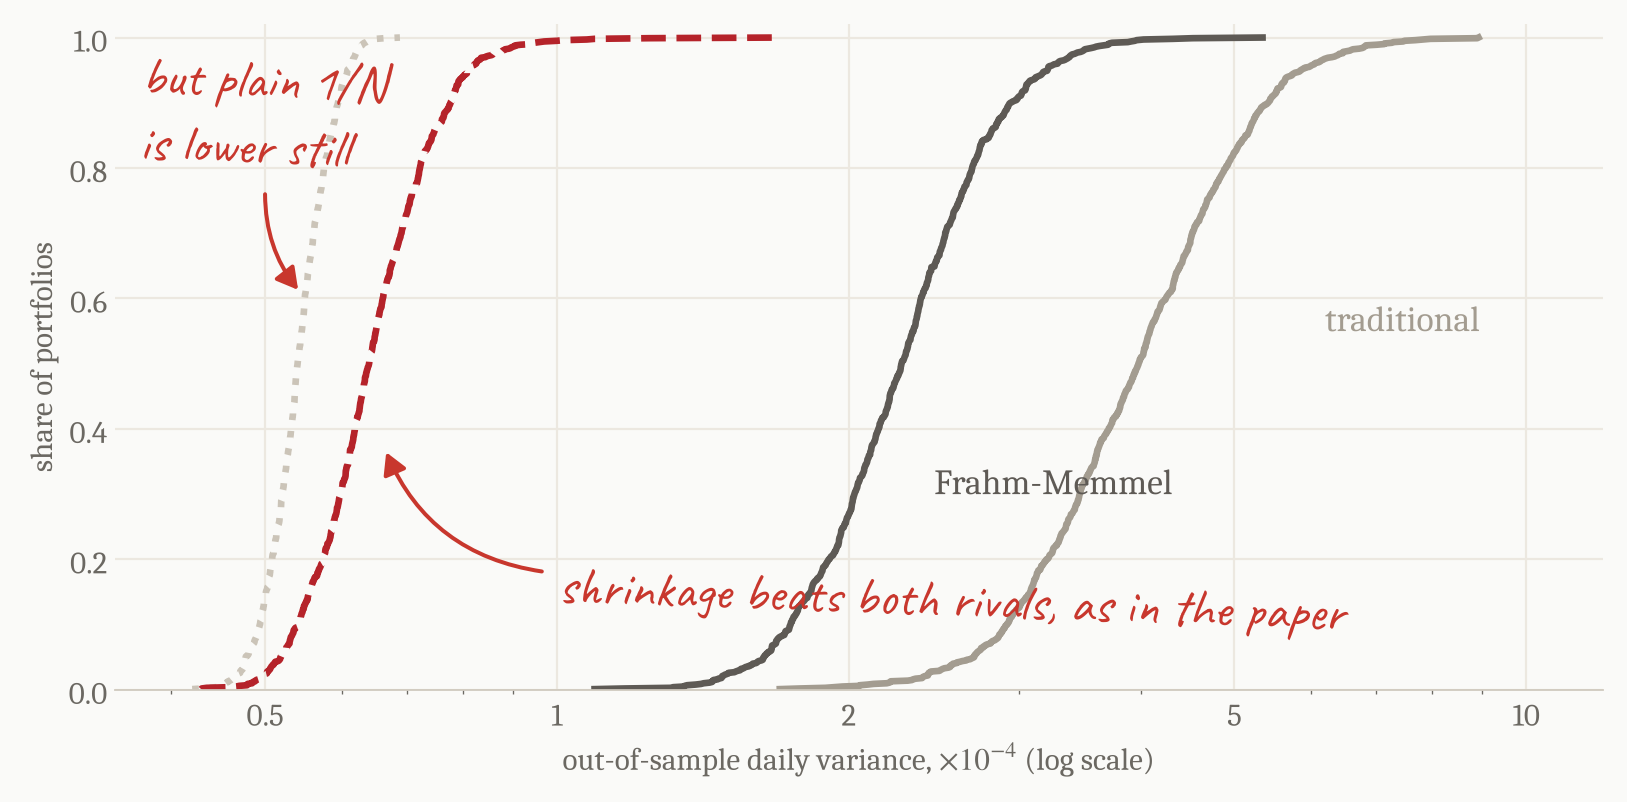 but plain 1/N
is lower still
traditional
Frahm-Memmel
shrinkage beats both rivals, as in the paper
share of portfolios
1.0
0.8
0.6
0.4
0.2
0.0
0.5
1
2
5
10
out-of-sample daily variance, ×10⁻⁴ (log scale)